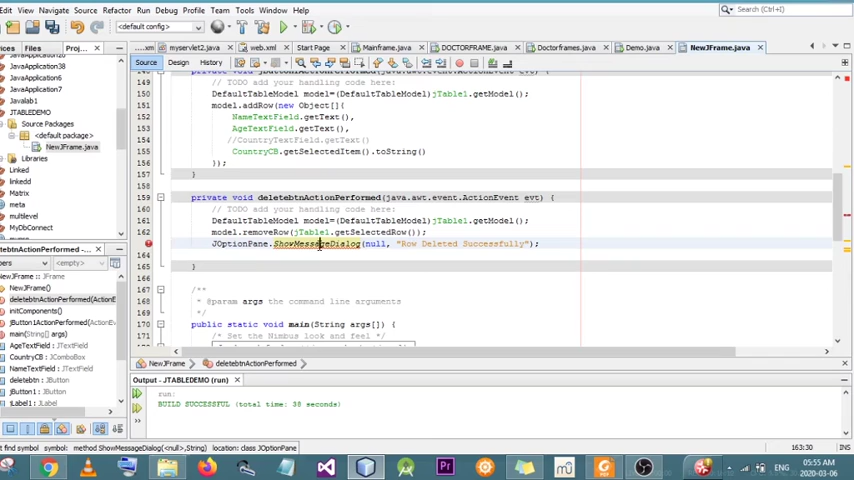 File Edit View Navigate Source Refactor Run Debug Profile Team Tools Window Help
Search (Ctrl+I)
<default config>
Files
Proj...
myservlet2.java
web.xml
Start Page
Mainframe.java
DOCTORFRAME.java
Doctorframes.java
Demo.java
NewJFrame.java
Source Design History
JavaApplication38
JavaApplication6
JavaApplication7
Javalab1
JTABLEDEMO
Source Packages
<default package>
NewJFrame.java
Libraries
Linked
linkedd
Matrix
meta
multilevel
149 // TODO add your handling code here:
150 DefaultTableModel model=(DefaultTableModel)jTable1.getModel();
151 model.addRow(new Object[]{
152 NameTextField.getText(),
153 AgeTextField.getText(),
154 //CountryTextField.getText()
155 CountryCB.getSelectedItem().toString()
156 });
157 }
158
159 private void deletebtnActionPerformed(java.awt.event.ActionEvent evt) {
160 // TODO add your handling code here:
161 DefaultTableModel model=(DefaultTableModel)jTable1.getModel();
162 model.removeRow(jTable1.getSelectedRow());
JOptionPane.ShowMessageDialog(null, "Row Deleted Successfully");
164
165 }
166
167 /**
168 * @param args the command line arguments
169 */
170 public static void main(String args[]) {
171 /* Set the Nimbus look and feel */
NewJFrame
deletebtnActionPerformed
NewJFrame :: JFrame
NewJFrame()
deletebtnActionPerformed(ActionE
initComponents()
jButton1ActionPerformed(ActionEv
main(String[] args)
AgeTextField : JTextField
CountryCB : JComboBox
NameTextField : JTextField
deletebtn : JButton
jButton1 : JButton
jLabel1 : JLabel
Output - JTABLEDEMO (run)
run:
BUILD SUCCESSFUL (total time: 38 seconds)
t find symbol symbol: method ShowMessageDialog(<null>,String) location: class JOptionPane
163:30
INS
Pr
ENG
05:55 AM
2020-03-06